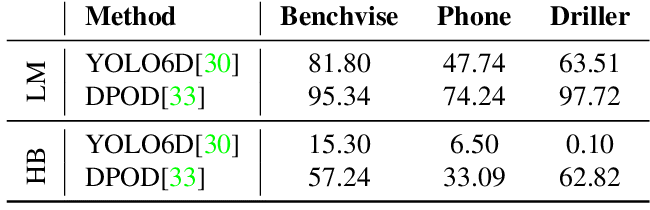 Method Benchvise Phone Driller
LM
YOLO6D[30] 81.80 47.74 63.51
DPOD[33] 95.34 74.24 97.72
HB
YOLO6D[30] 15.30 6.50 0.10
DPOD[33] 57.24 33.09 62.82